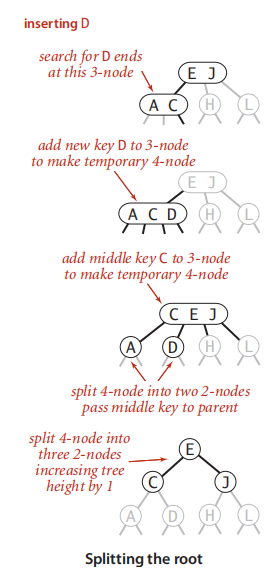 inserting D
search for D ends
at this 3-node
E J
A C H L
add new key D to 3-node
to make temporary 4-node
E J
A C D H L
add middle key C to 3-node
to make temporary 4-node
C E J
A D H L
split 4-node into two 2-nodes
pass middle key to parent
split 4-node into
three 2-nodes
increasing tree
height by 1
E
C J
A D H L
Splitting the root